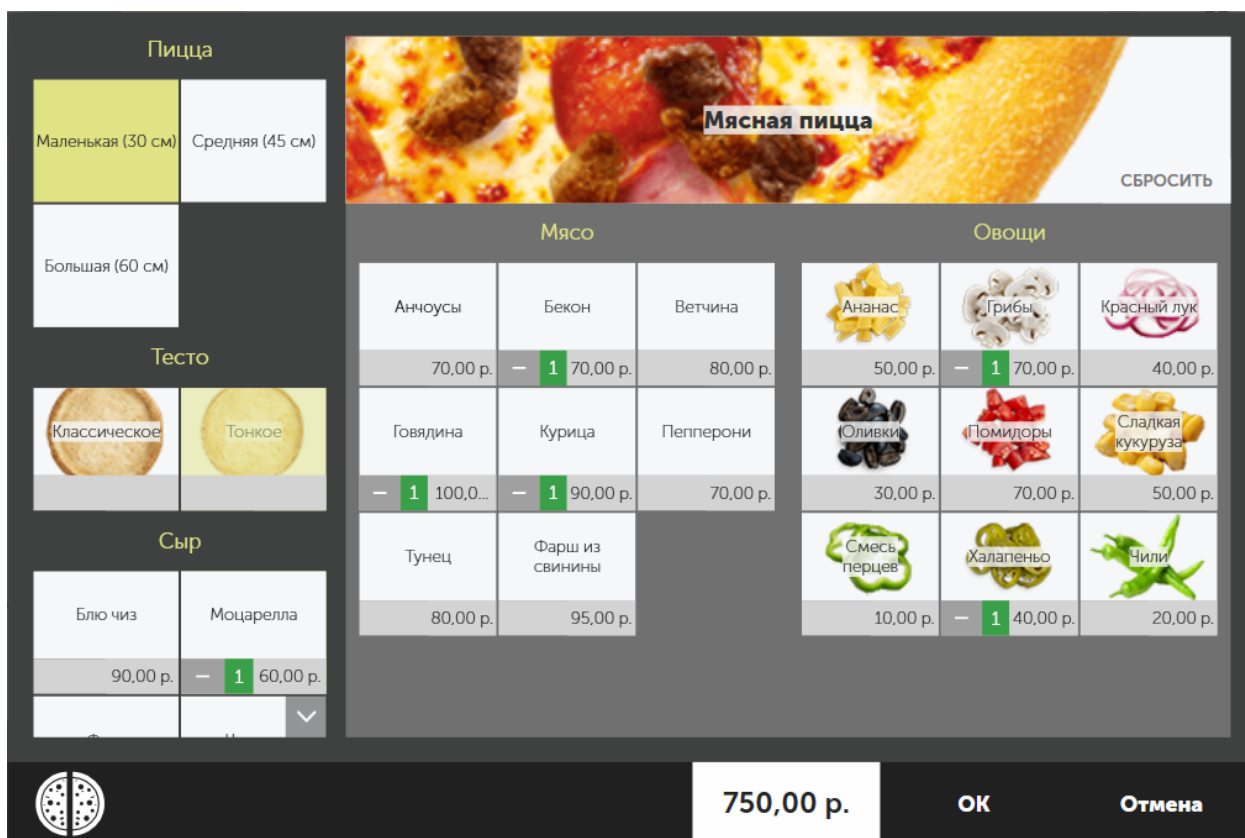 Пицца
Маленькая (30 см)
Средняя (45 см)
Большая (60 см)
Тесто
Классическое
Тонкое
Сыр
Блю чиз
90,00 р.
Моцарелла
– 1 60,00 р.
Мясная пицца
СБРОСИТЬ
Мясо
Анчоусы
Бекон
Ветчина
70,00 р.
– 1 70,00 р.
80,00 р.
Говядина
Курица
Пепперони
– 1 100,0...
– 1 90,00 р.
70,00 р.
Тунец
Фарш из
свинины
80,00 р.
95,00 р.
Овощи
Ананас
Грибы
Красный лук
50,00 р.
– 1 70,00 р.
40,00 р.
Оливки
Помидоры
Сладкая
кукуруза
30,00 р.
70,00 р.
50,00 р.
Смесь
перцев
Халапеньо
Чили
10,00 р.
– 1 40,00 р.
20,00 р.
750,00 р.
ОК
Отмена